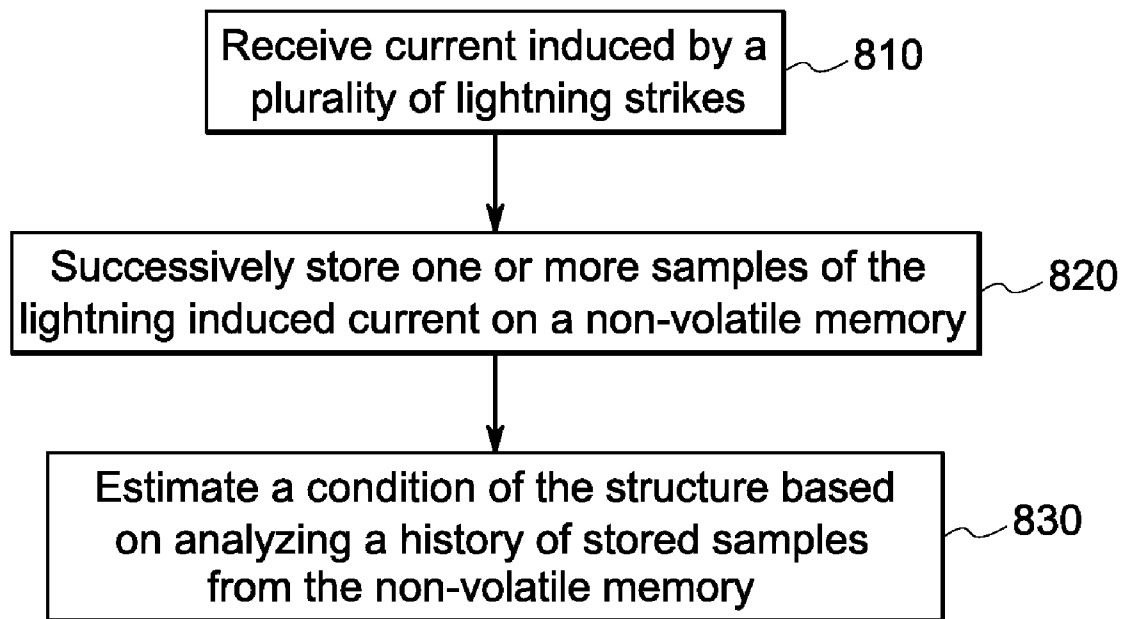 Receive current induced by a
plurality of lightning strikes
810
Successively store one or more samples of the
lightning induced current on a non-volatile memory
820
Estimate a condition of the structure based
on analyzing a history of stored samples
from the non-volatile memory
830